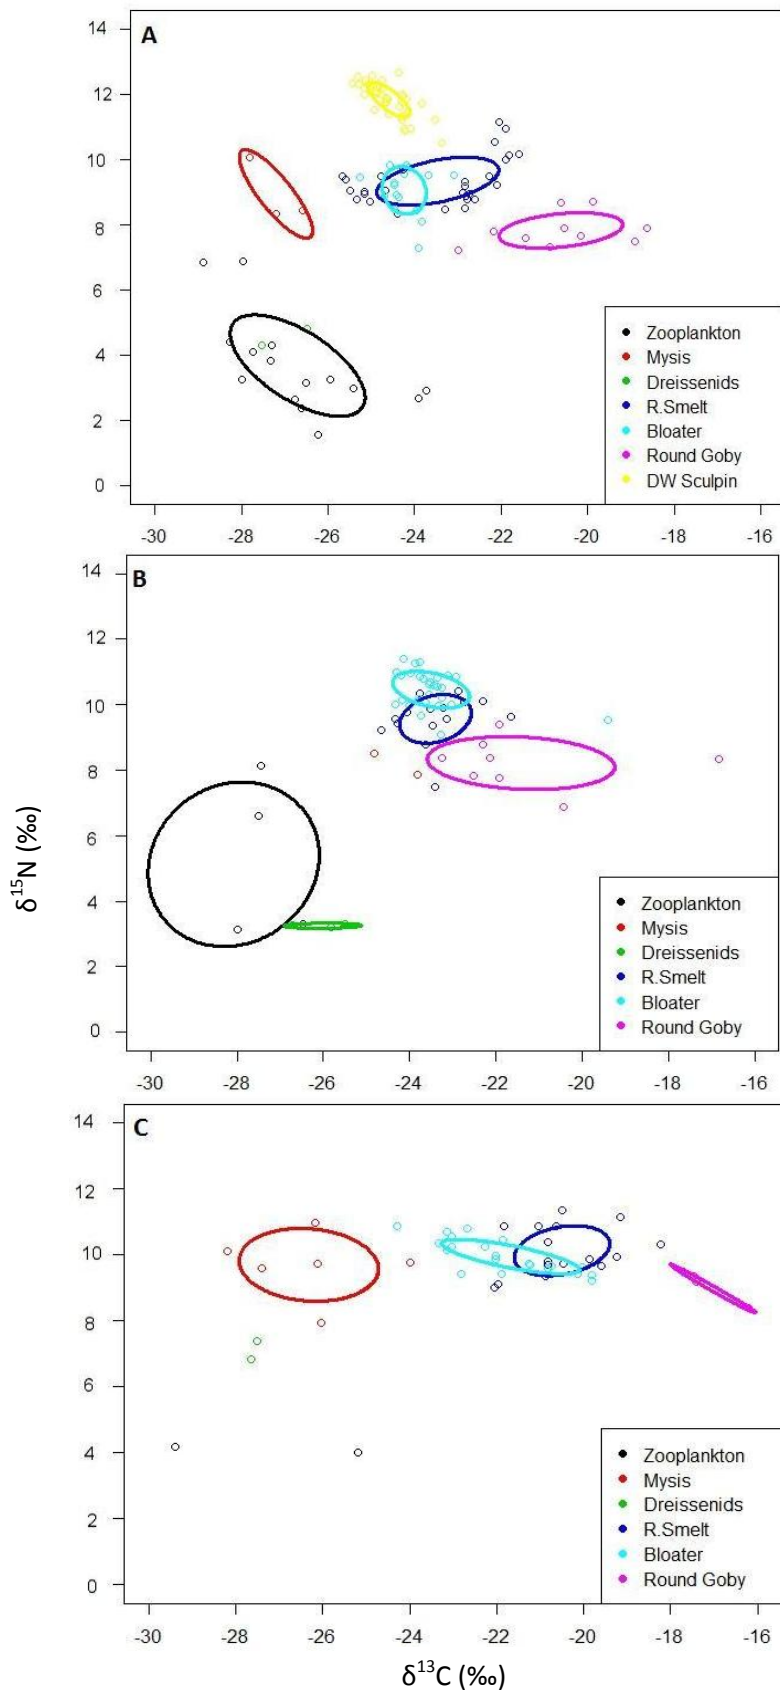 A
14
12
10
8
6
4
2
0
Zooplankton
Mysis
Dreissenids
R.Smelt
Bloater
Round Goby
DW Sculpin
-30 -28 -26 -24 -22 -20 -18 -16
B
14
12
10
8
6
4
2
0
δ¹⁵N (‰)
Zooplankton
Mysis
Dreissenids
R.Smelt
Bloater
Round Goby
-30 -28 -26 -24 -22 -20 -18 -16
C
14
12
10
8
6
4
2
0
Zooplankton
Mysis
Dreissenids
R.Smelt
Bloater
Round Goby
-30 -28 -26 -24 -22 -20 -18 -16
δ¹³C (‰)